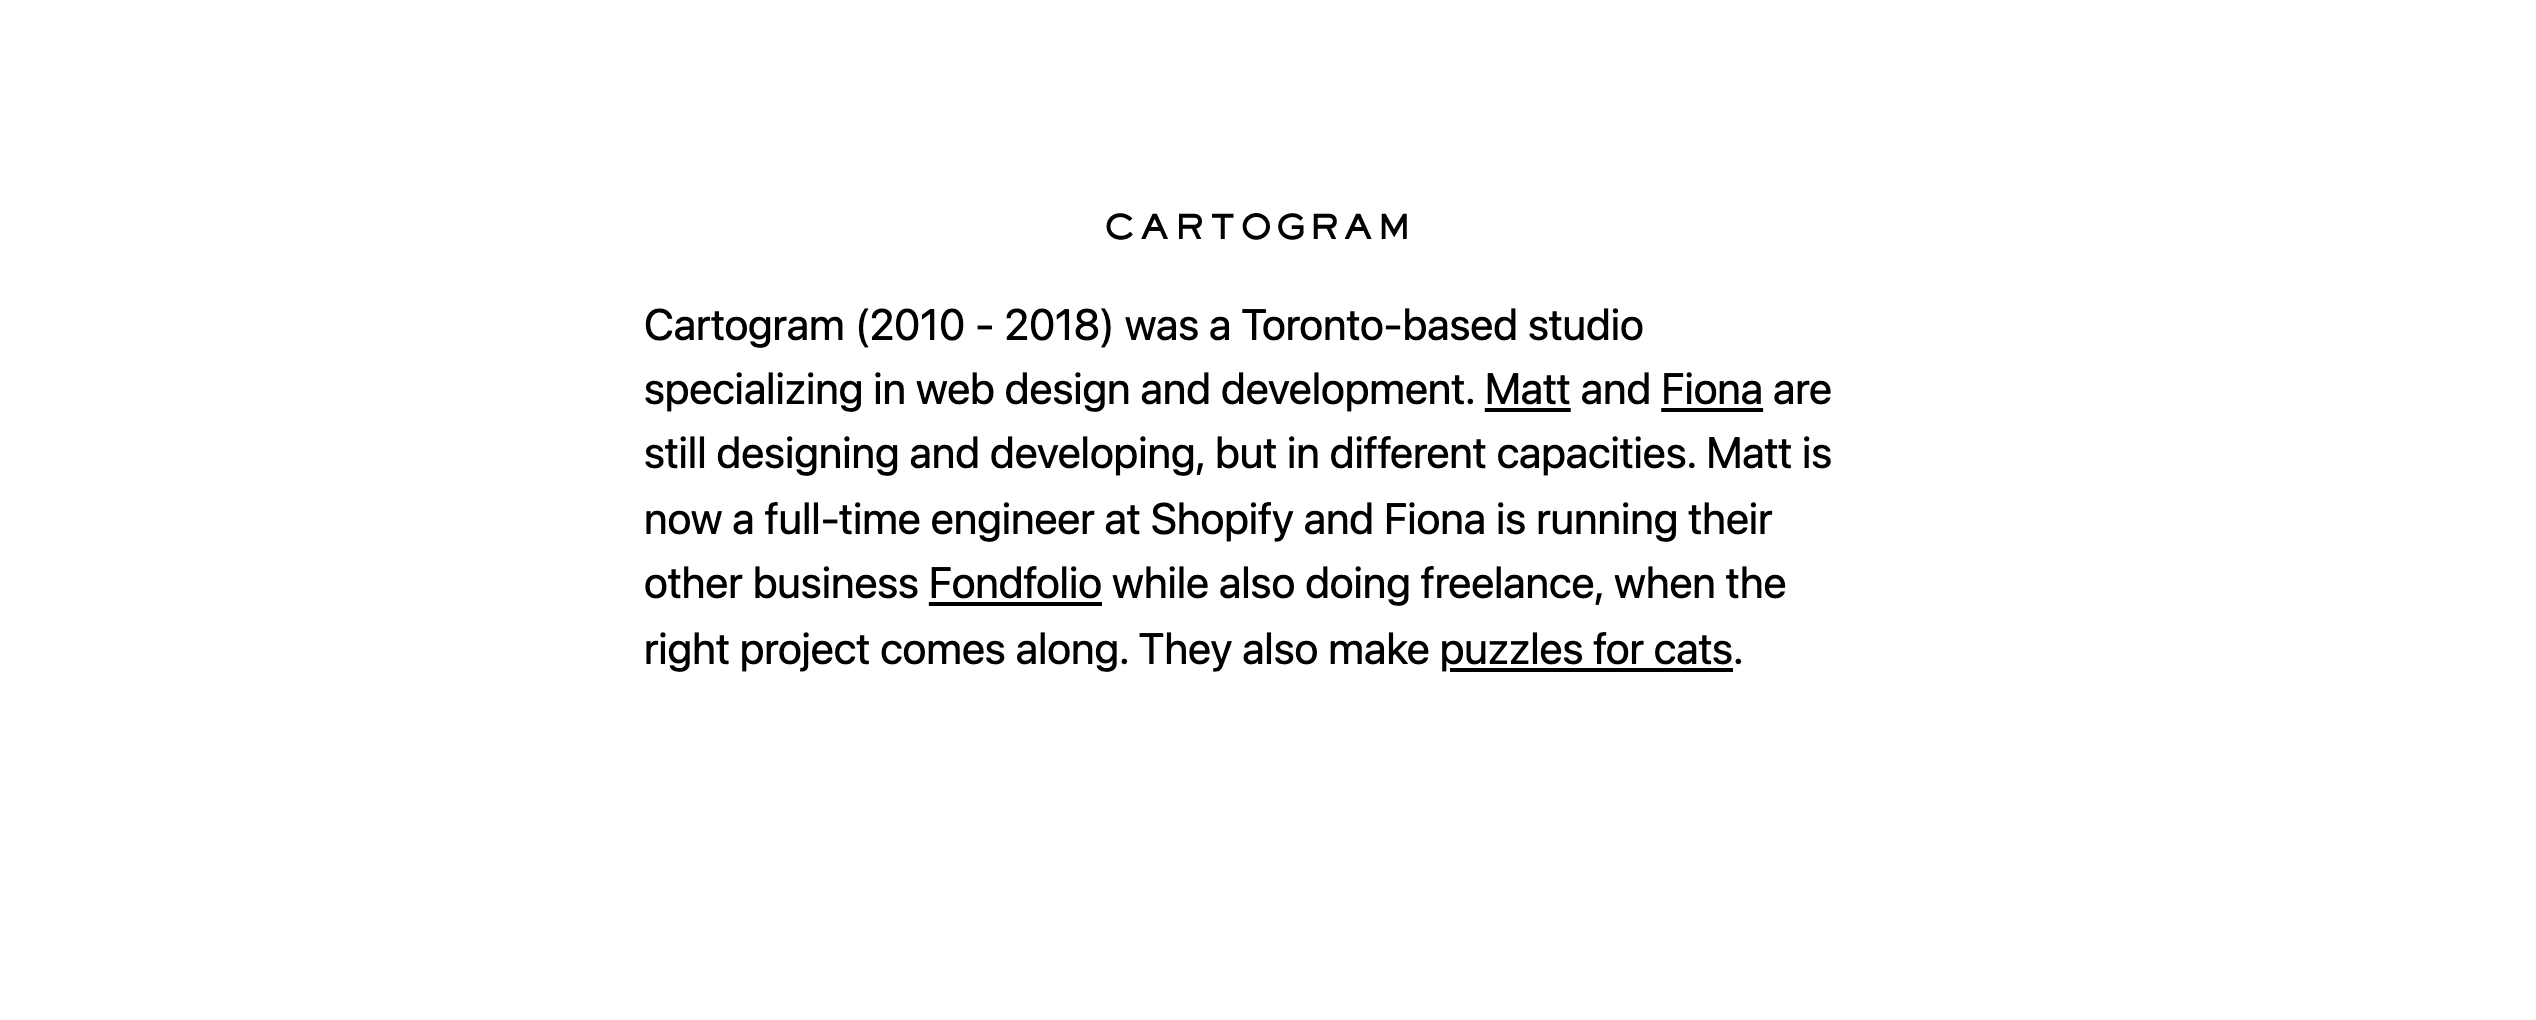 CARTOGRAM
Cartogram (2010 - 2018) was a Toronto-based studio
specializing in web design and development. Matt and Fiona are
still designing and developing, but in different capacities. Matt is
now a full-time engineer at Shopify and Fiona is running their
other business Fondfolio while also doing freelance, when the
right project comes along. They also make puzzles for cats.